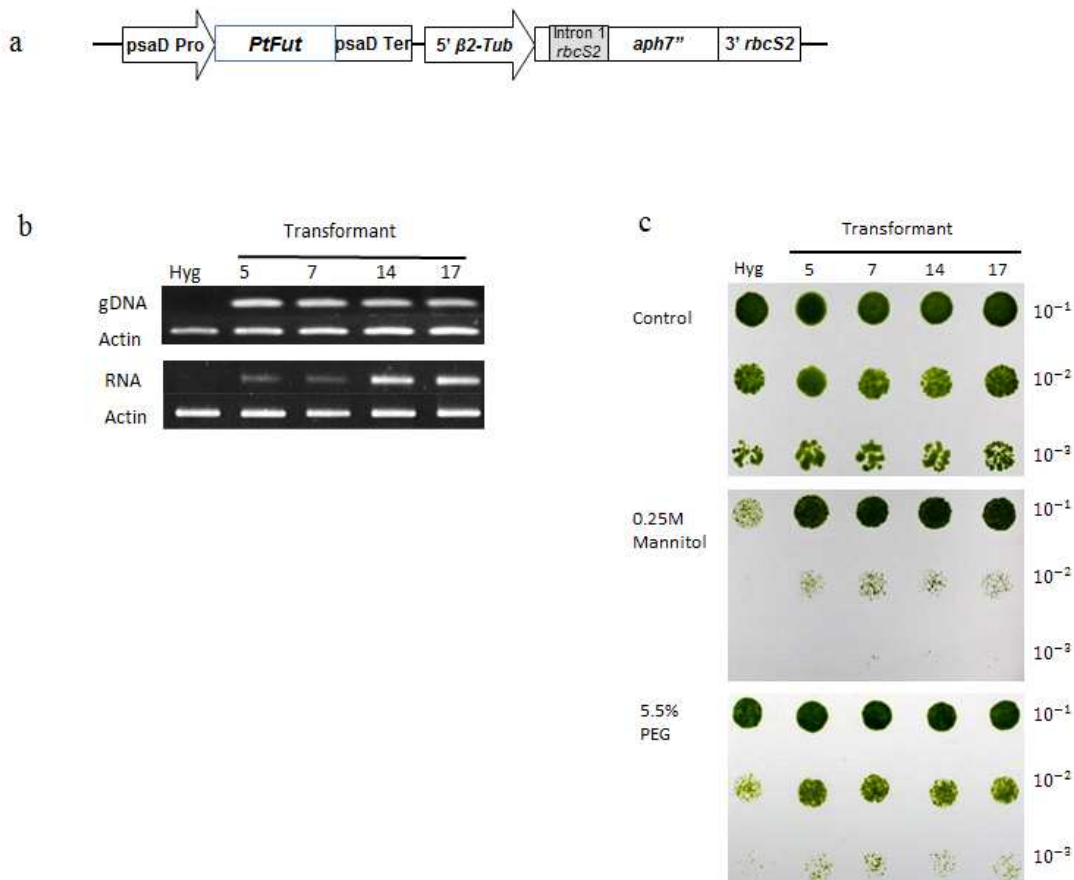 a
psaD Pro PtFut psaD Ter 5' β2-Tub Intron 1 rbcS2 aph7” 3' rbcS2
b
Transformant
Hyg 5 7 14 17
gDNA
Actin
RNA
Actin
c
Transformant
Hyg 5 7 14 17
Control
10⁻¹
10⁻²
10⁻³
0.25M
Mannitol
10⁻¹
10⁻²
10⁻³
5.5%
PEG
10⁻¹
10⁻²
10⁻³